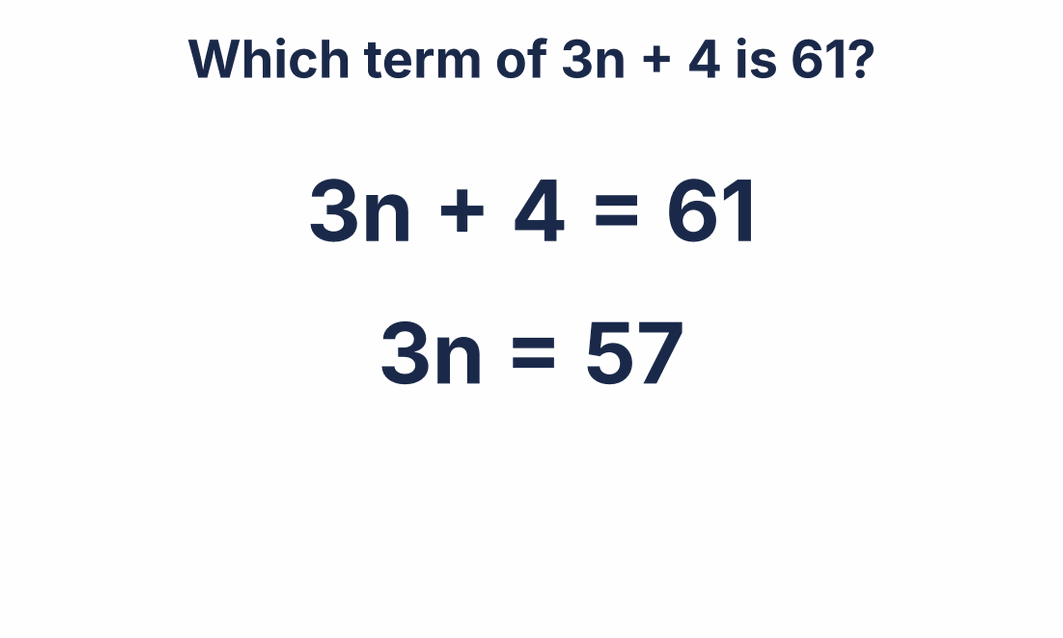 Which term of 3n + 4 is 61?
3n + 4 = 61
3n = 57